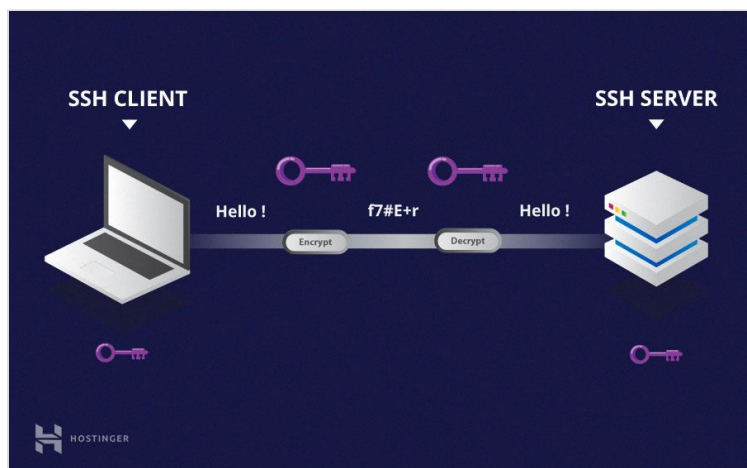 SSH CLIENT
SSH SERVER
Hello !
f7#E+r
Hello !
Encrypt
Decrypt
HOSTINGER